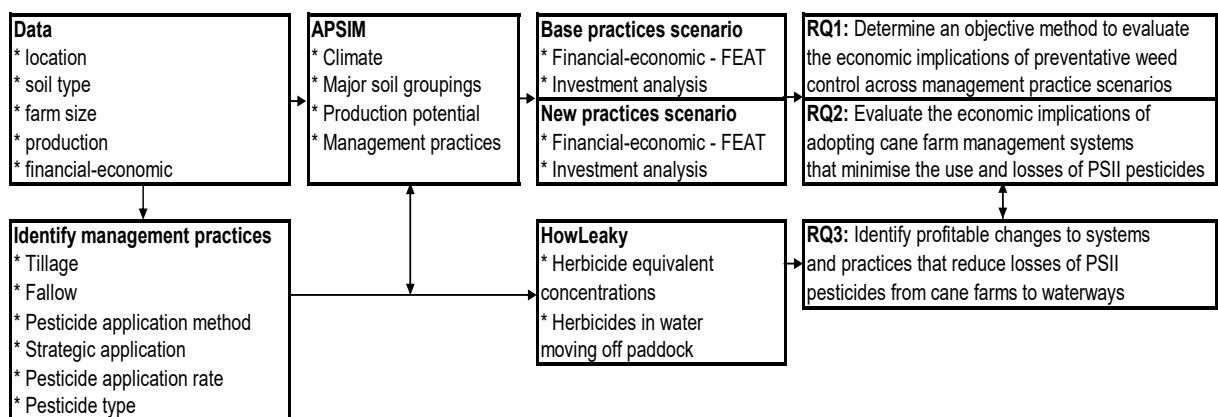 Data
* location
* soil type
* farm size
* production
* financial-economic
APSIM
* Climate
* Major soil groupings
* Production potential
* Management practices
Base practices scenario
* Financial-economic - FEAT
* Investment analysis
New practices scenario
* Financial-economic - FEAT
* Investment analysis
RQ1: Determine an objective method to evaluate
the economic implications of preventative weed
control across management practice scenarios
RQ2: Evaluate the economic implications of
adopting cane farm management systems
that minimise the use and losses of PSII pesticides
Identify management practices
* Tillage
* Fallow
* Pesticide application method
* Strategic application
* Pesticide application rate
* Pesticide type
HowLeaky
* Herbicide equivalent
concentrations
* Herbicides in water
moving off paddock
RQ3: Identify profitable changes to systems
and practices that reduce losses of PSII
pesticides from cane farms to waterways